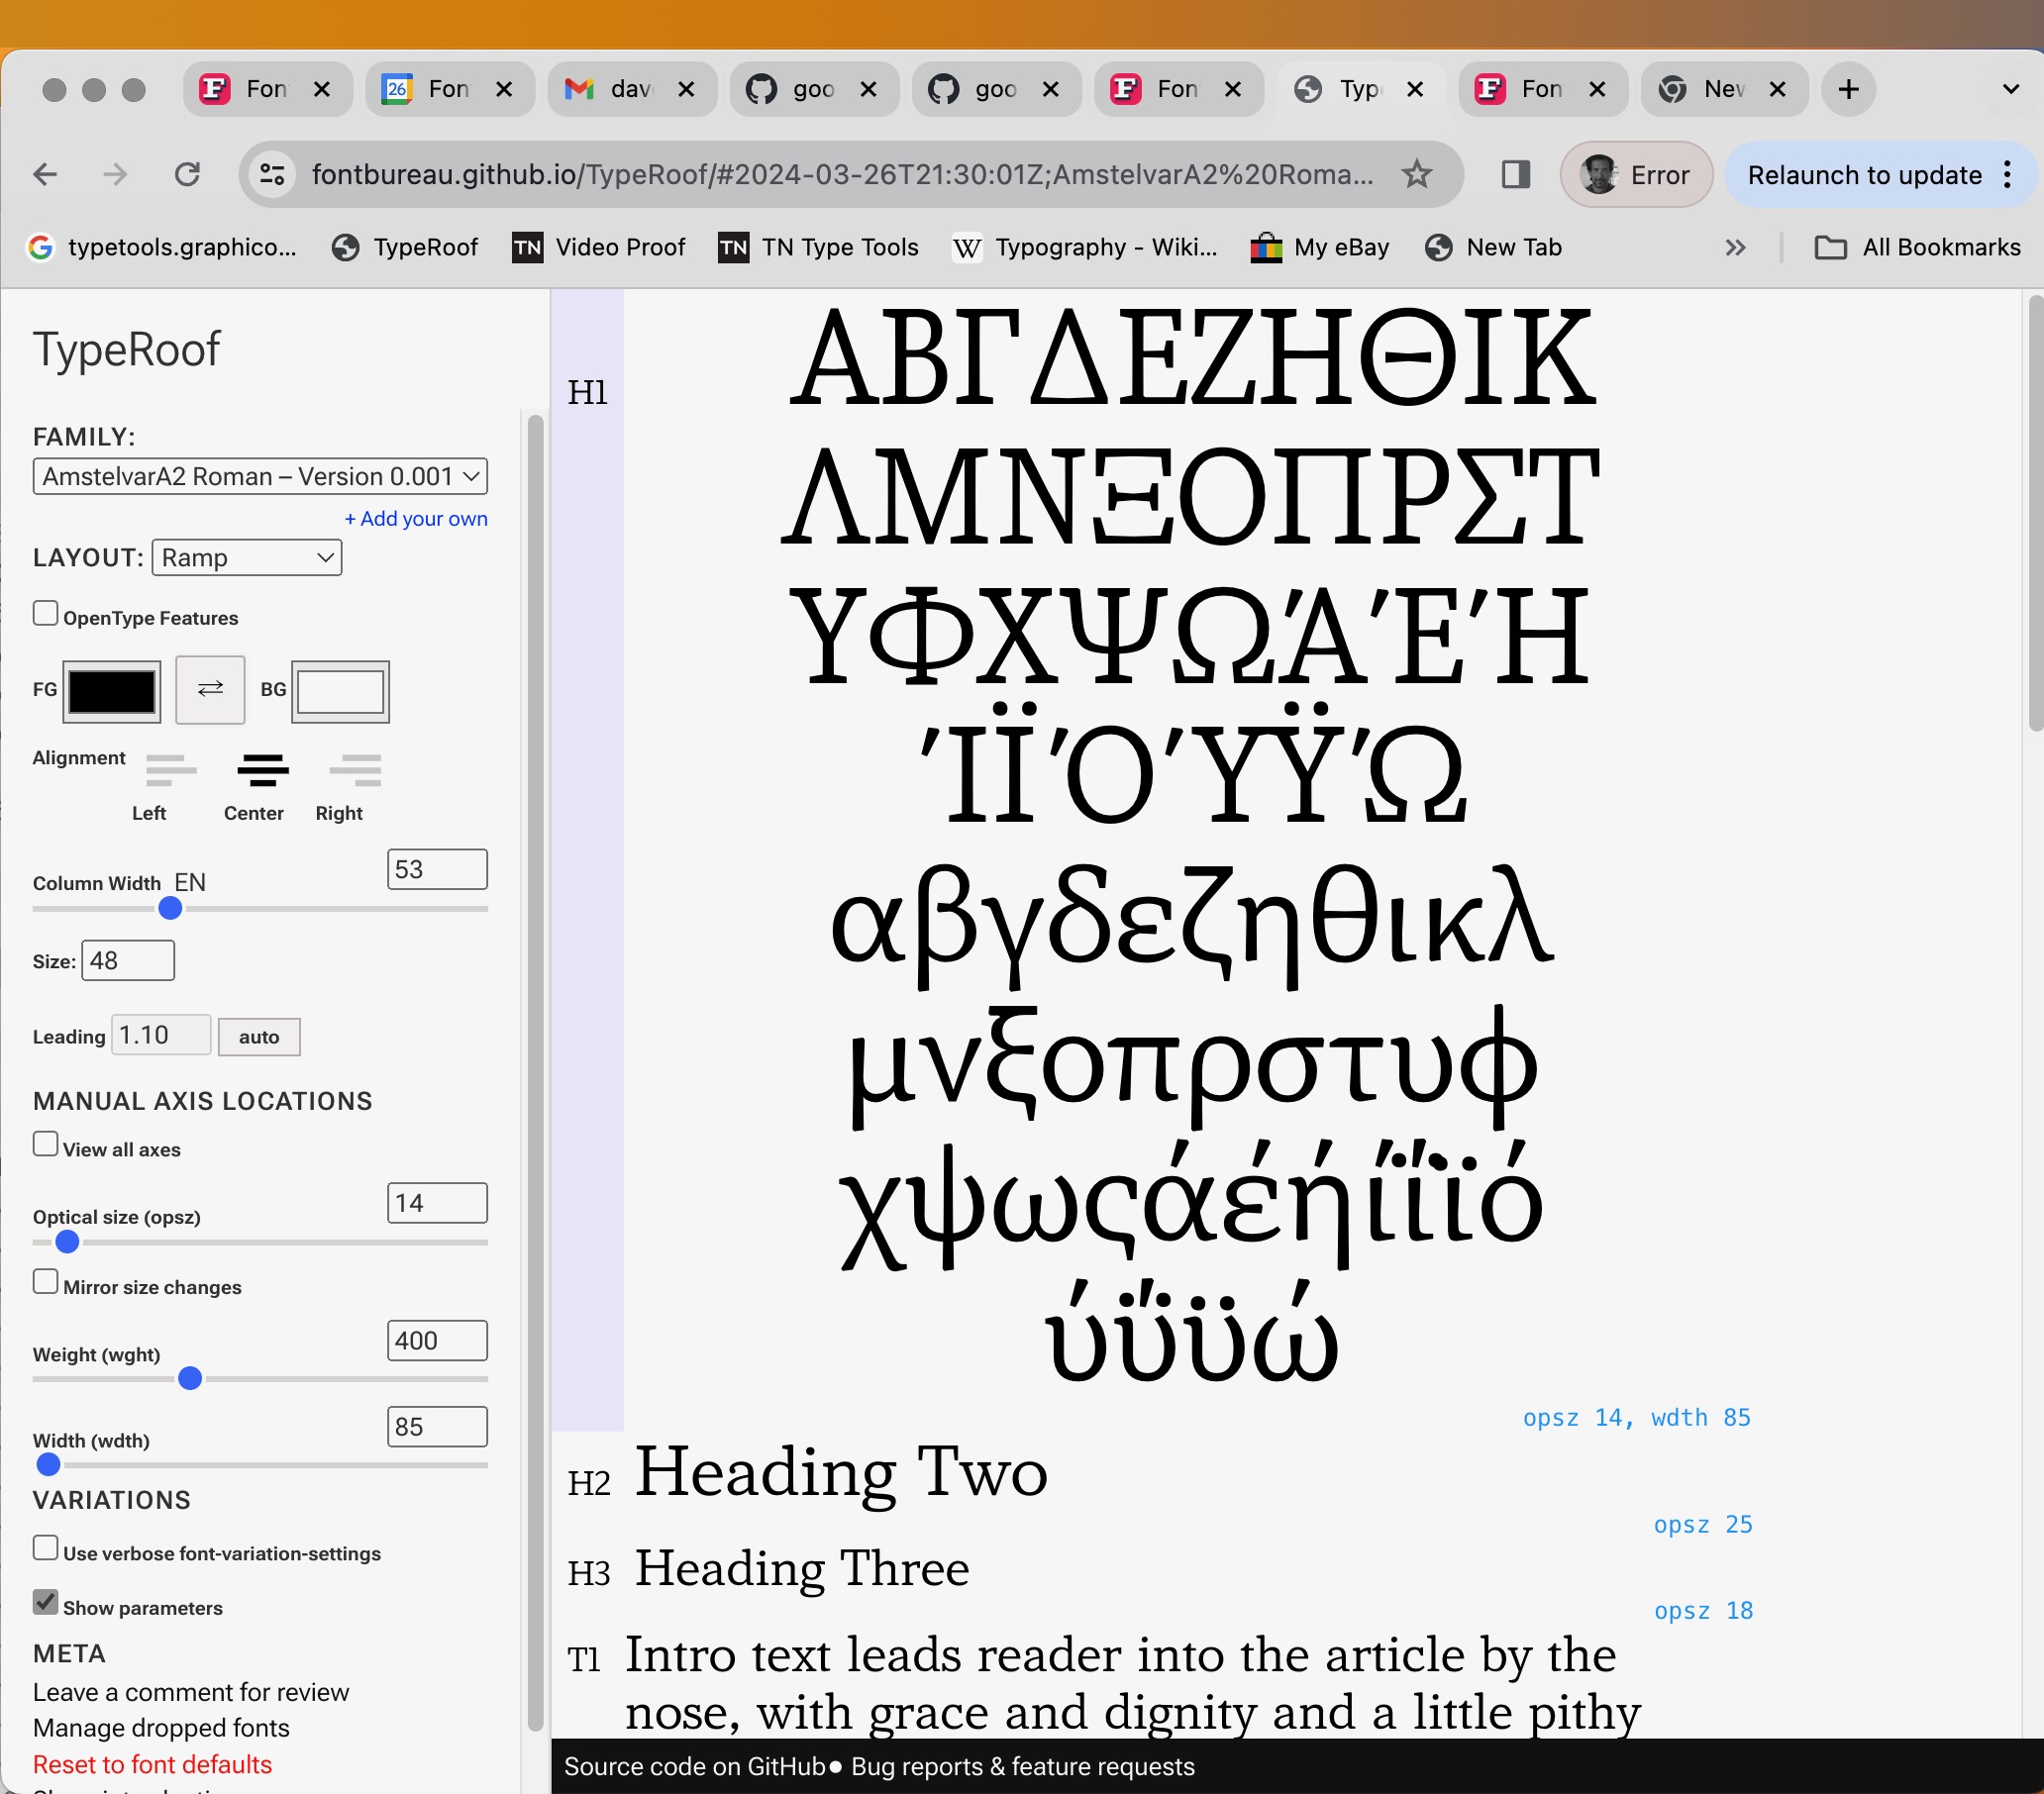 Fon
Fon
dav
goo
goo
Fon
Typ
Fon
New
fontbureau.github.io/TypeRoof/#2024-03-26T21:30:01Z;AmstelvarA2%20Roma...
Error
Relaunch to update
typetools.graphico...
TypeRoof
TN Video Proof
TN TN Type Tools
W Typography - Wiki...
My eBay
New Tab
All Bookmarks
TypeRoof
FAMILY:
AmstelvarA2 Roman – Version 0.001
+ Add your own
LAYOUT: Ramp
OpenType Features
FG BG
Alignment
Left Center Right
Column Width EN 53
Size: 48
Leading 1.10 auto
MANUAL AXIS LOCATIONS
View all axes
Optical size (opsz) 14
Mirror size changes
Weight (wght) 400
Width (wdth) 85
VARIATIONS
Use verbose font-variation-settings
Show parameters
META
Leave a comment for review
Manage dropped fonts
Reset to font defaults
H1
ΑΒΓΔΕΖΗΘΙΚ
ΛΜΝΞΟΠΡΣΤ
ΥΦΧΨΩΆΈΉ
ΊΪΌΎΫΏ
αβγδεζηθικλ
μνξοπρστυφ
χψωςάέήίΐϊό
ύΰϋώ
opsz 14, wdth 85
H2 Heading Two
opsz 25
H3 Heading Three
opsz 18
T1 Intro text leads reader into the article by the
nose, with grace and dignity and a little pithy
Source code on GitHub● Bug reports & feature requests